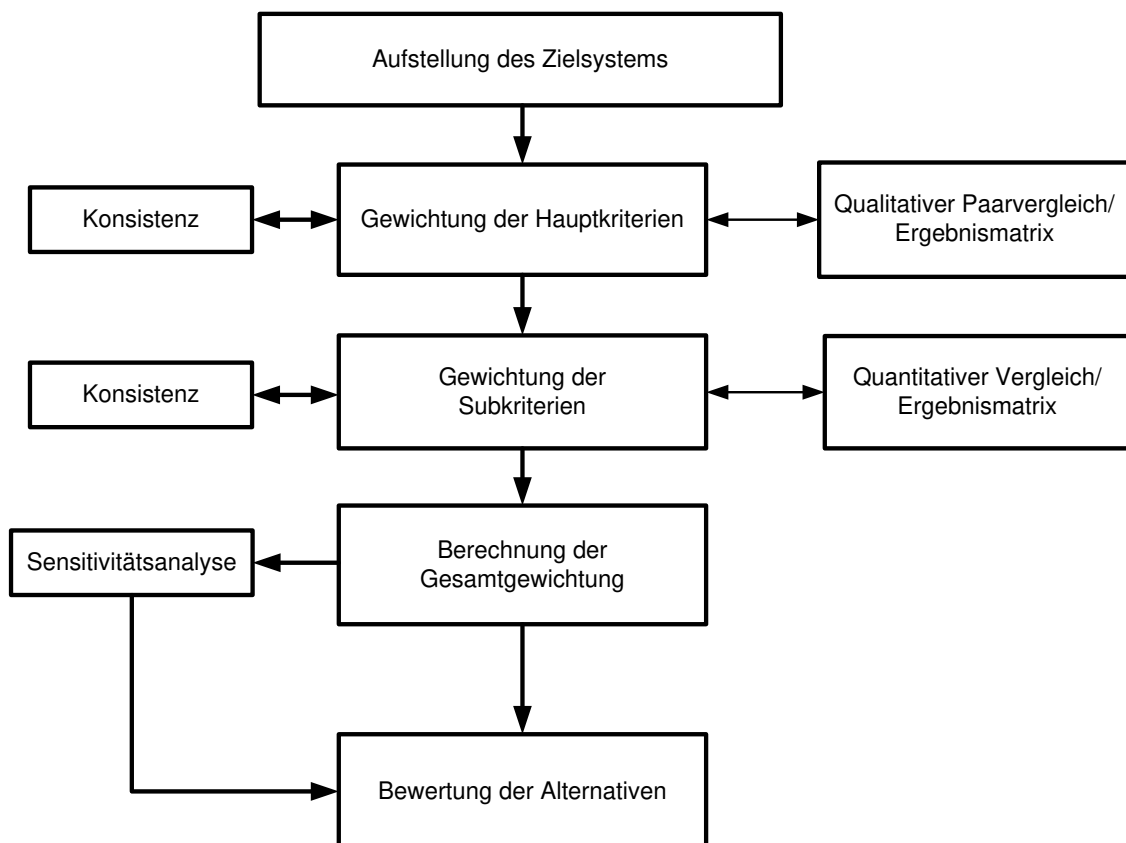 Aufstellung des Zielsystems
Konsistenz
Gewichtung der Hauptkriterien
Qualitativer Paarvergleich/
Ergebnismatrix
Konsistenz
Gewichtung der
Subkriterien
Quantitativer Vergleich/
Ergebnismatrix
Sensitivitätsanalyse
Berechnung der
Gesamtgewichtung
Bewertung der Alternativen